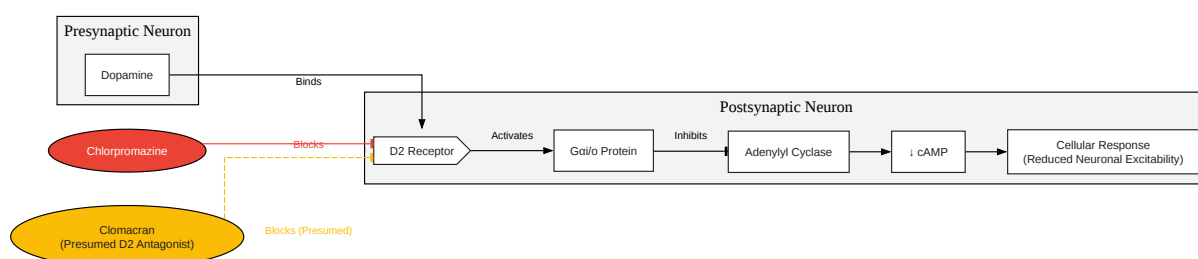 Presynaptic Neuron
Dopamine
Binds
Postsynaptic Neuron
Chlorpromazine
Blocks
D2 Receptor
Activates
Gαi/o Protein
Inhibits
Adenylyl Cyclase
↓ cAMP
Cellular Response
(Reduced Neuronal Excitability)
Clomacran
(Presumed D2 Antagonist)
Blocks (Presumed)